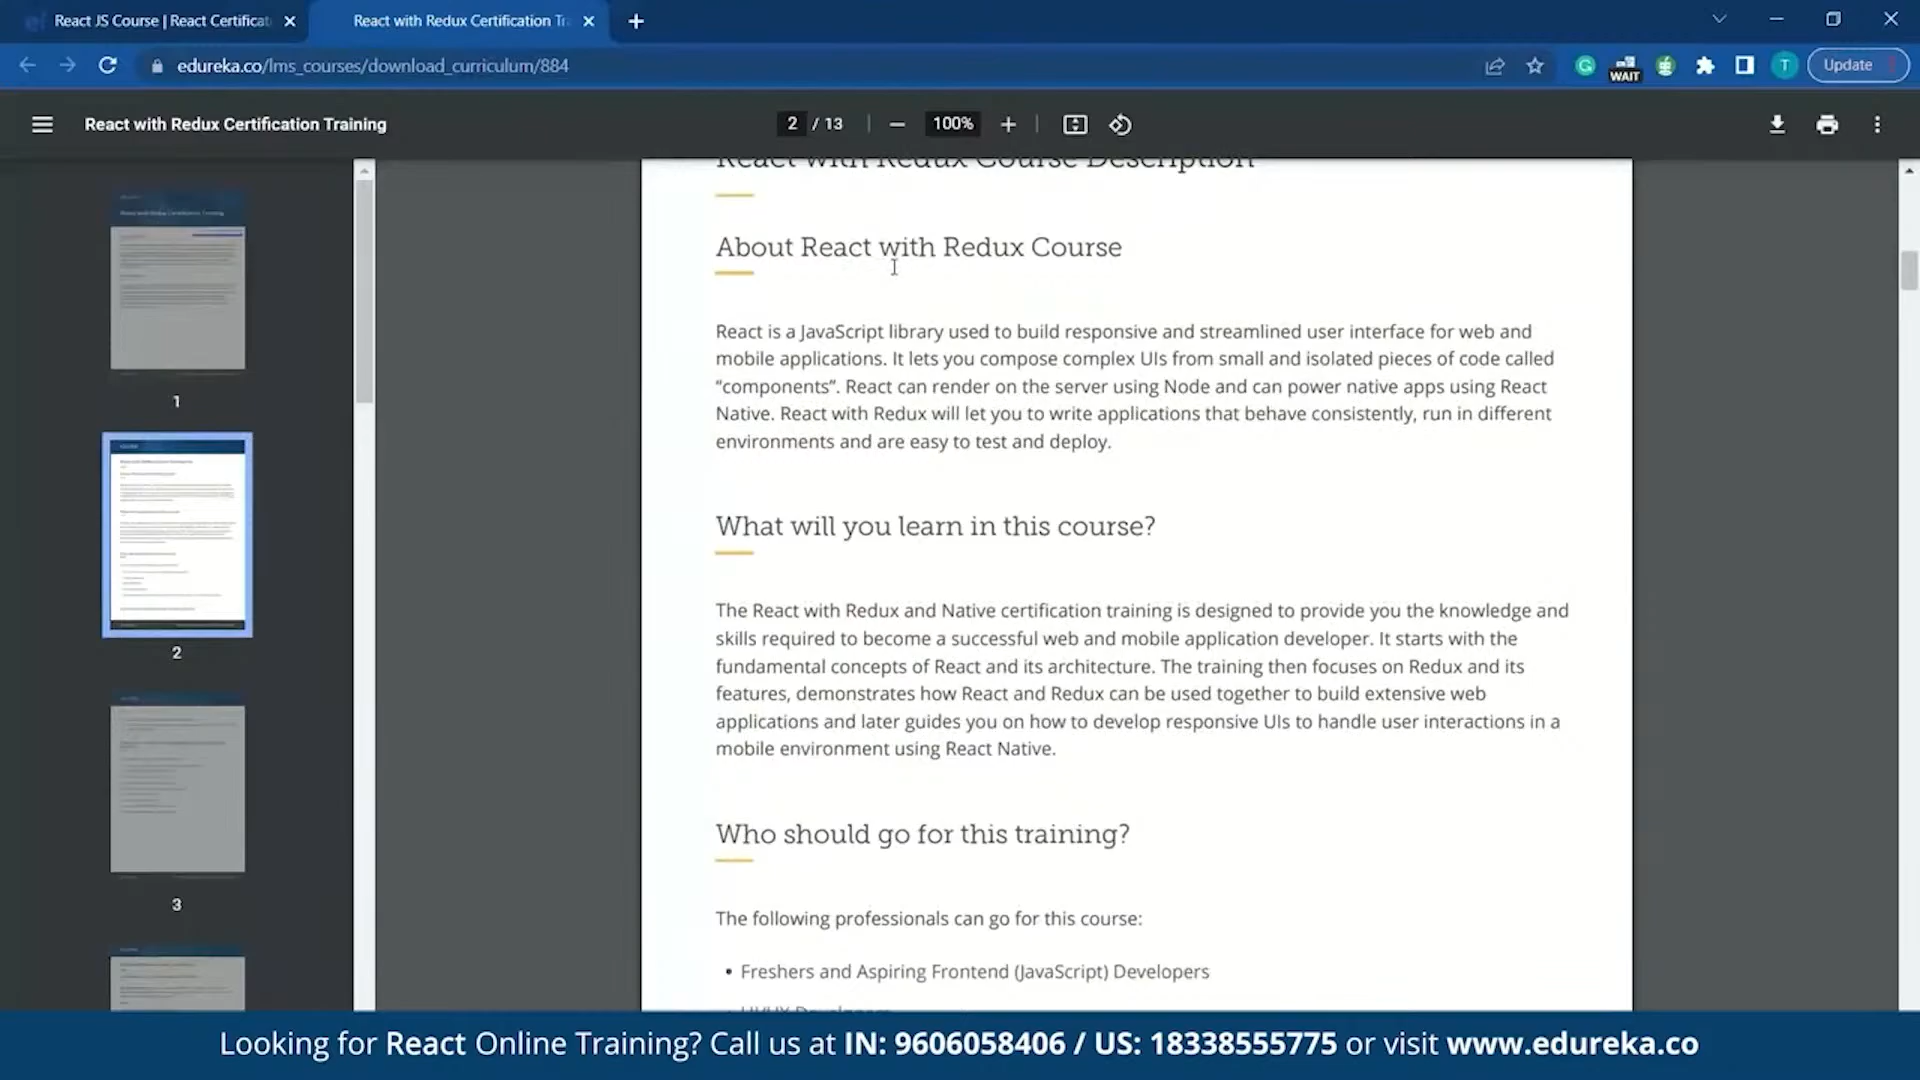 React JS Course | React Certificat
React with Redux Certification Tr
edureka.co/lms_courses/download_curriculum/884
WAIT
T
Update
React with Redux Certification Training
2 / 13
100%
React with Redux Course Description
About React with Redux Course
React is a JavaScript library used to build responsive and streamlined user interface for web and
mobile applications. It lets you compose complex UIs from small and isolated pieces of code called
“components”. React can render on the server using Node and can power native apps using React
Native. React with Redux will let you to write applications that behave consistently, run in different
environments and are easy to test and deploy.
What will you learn in this course?
The React with Redux and Native certification training is designed to provide you the knowledge and
skills required to become a successful web and mobile application developer. It starts with the
fundamental concepts of React and its architecture. The training then focuses on Redux and its
features, demonstrates how React and Redux can be used together to build extensive web
applications and later guides you on how to develop responsive UIs to handle user interactions in a
mobile environment using React Native.
Who should go for this training?
The following professionals can go for this course:
• Freshers and Aspiring Frontend (JavaScript) Developers
1
2
3
Looking for React Online Training? Call us at IN: 9606058406 / US: 18338555775 or visit www.edureka.co